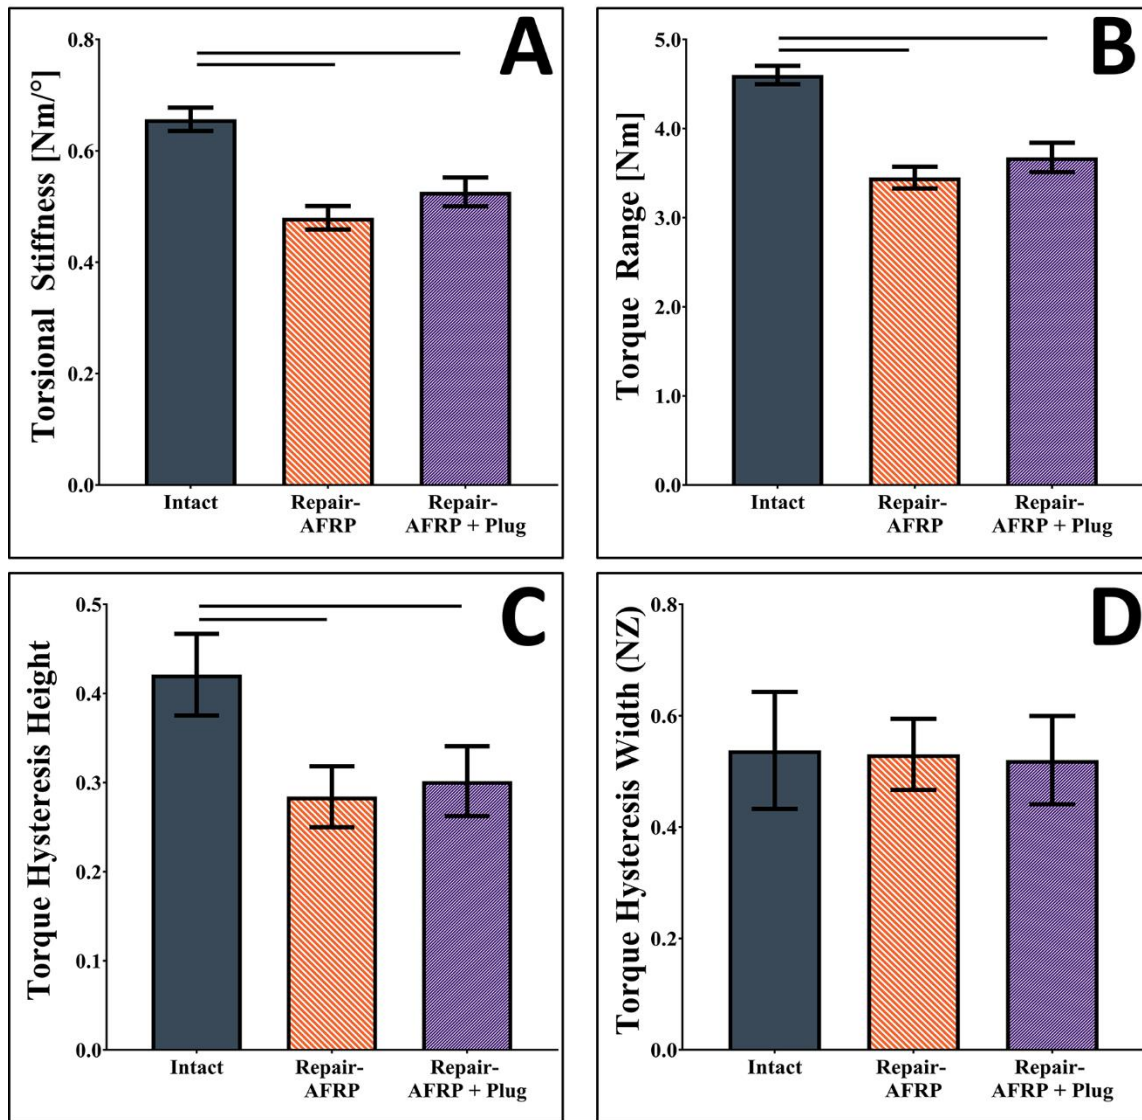 A
Torsional Stiffness [Nm/°]
0.8
0.6
0.4
0.2
0.0
Intact
Repair-
AFRP
Repair-
AFRP + Plug
B
Torque Range [Nm]
5.0
4.0
3.0
2.0
1.0
0.0
Intact
Repair-
AFRP
Repair-
AFRP + Plug
C
Torque Hysteresis Height
0.5
0.4
0.3
0.2
0.1
0.0
Intact
Repair-
AFRP
Repair-
AFRP + Plug
D
Torque Hysteresis Width (NZ)
0.8
0.6
0.4
0.2
0.0
Intact
Repair-
AFRP
Repair-
AFRP + Plug